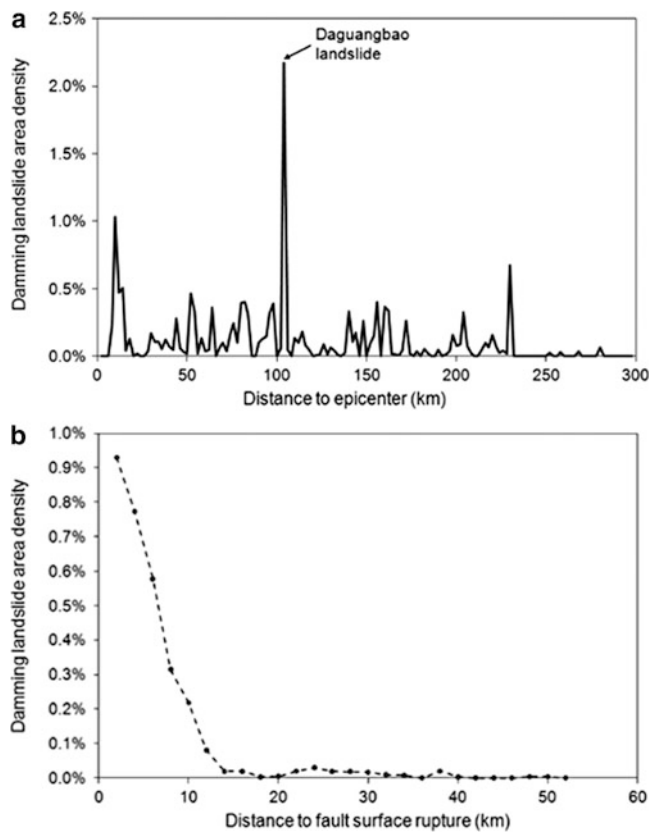 a
Daguangbao
landslide
Damming landslide area density
2.5%
2.0%
1.5%
1.0%
0.5%
0.0%
0 50 100 150 200 250 300
Distance to epicenter (km)
b
Damming landslide area density
1.0%
0.9%
0.8%
0.7%
0.6%
0.5%
0.4%
0.3%
0.2%
0.1%
0.0%
0 10 20 30 40 50 60
Distance to fault surface rupture (km)